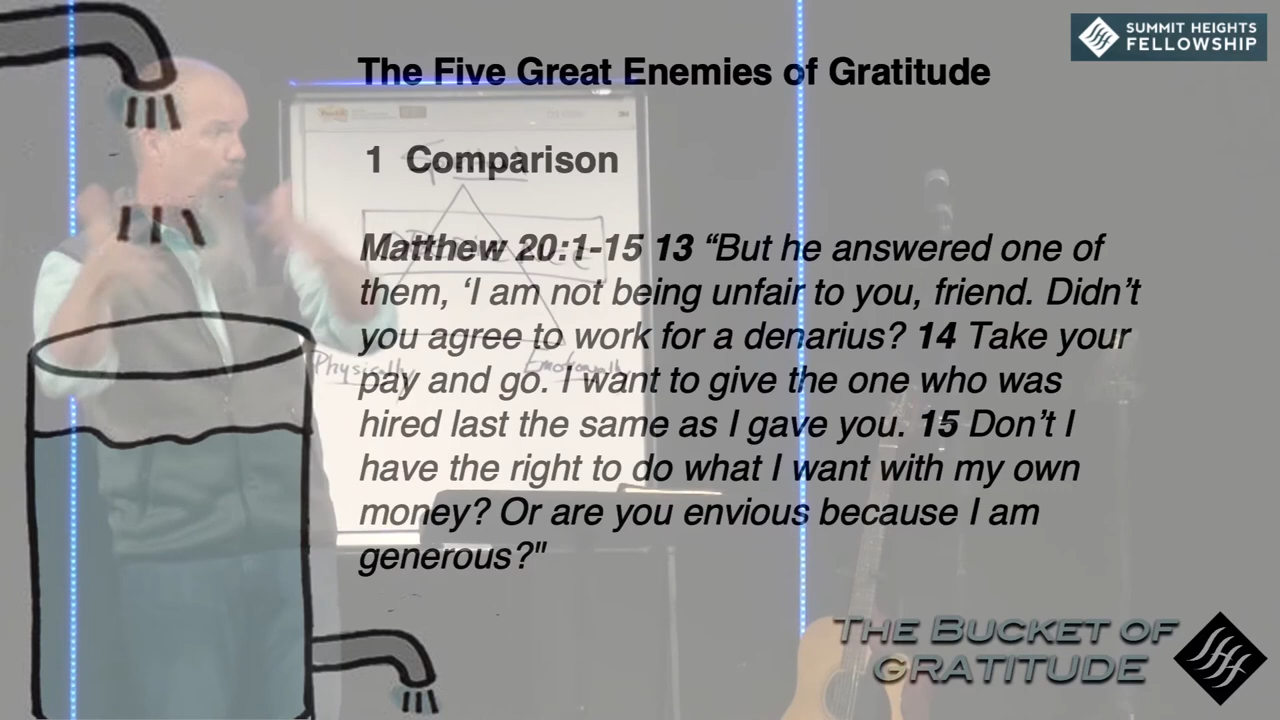 SUMMIT HEIGHTS
FELLOWSHIP
The Five Great Enemies of Gratitude
1 Comparison
Matthew 20:1-15 13 “But he answered one of
them, ‘I am not being unfair to you, friend. Didn’t
you agree to work for a denarius? 14 Take your
pay and go. I want to give the one who was
hired last the same as I gave you. 15 Don’t I
have the right to do what I want with my own
money? Or are you envious because I am
generous?"
Physically
Emotionally
THE BUCKET OF
GRATITUDE